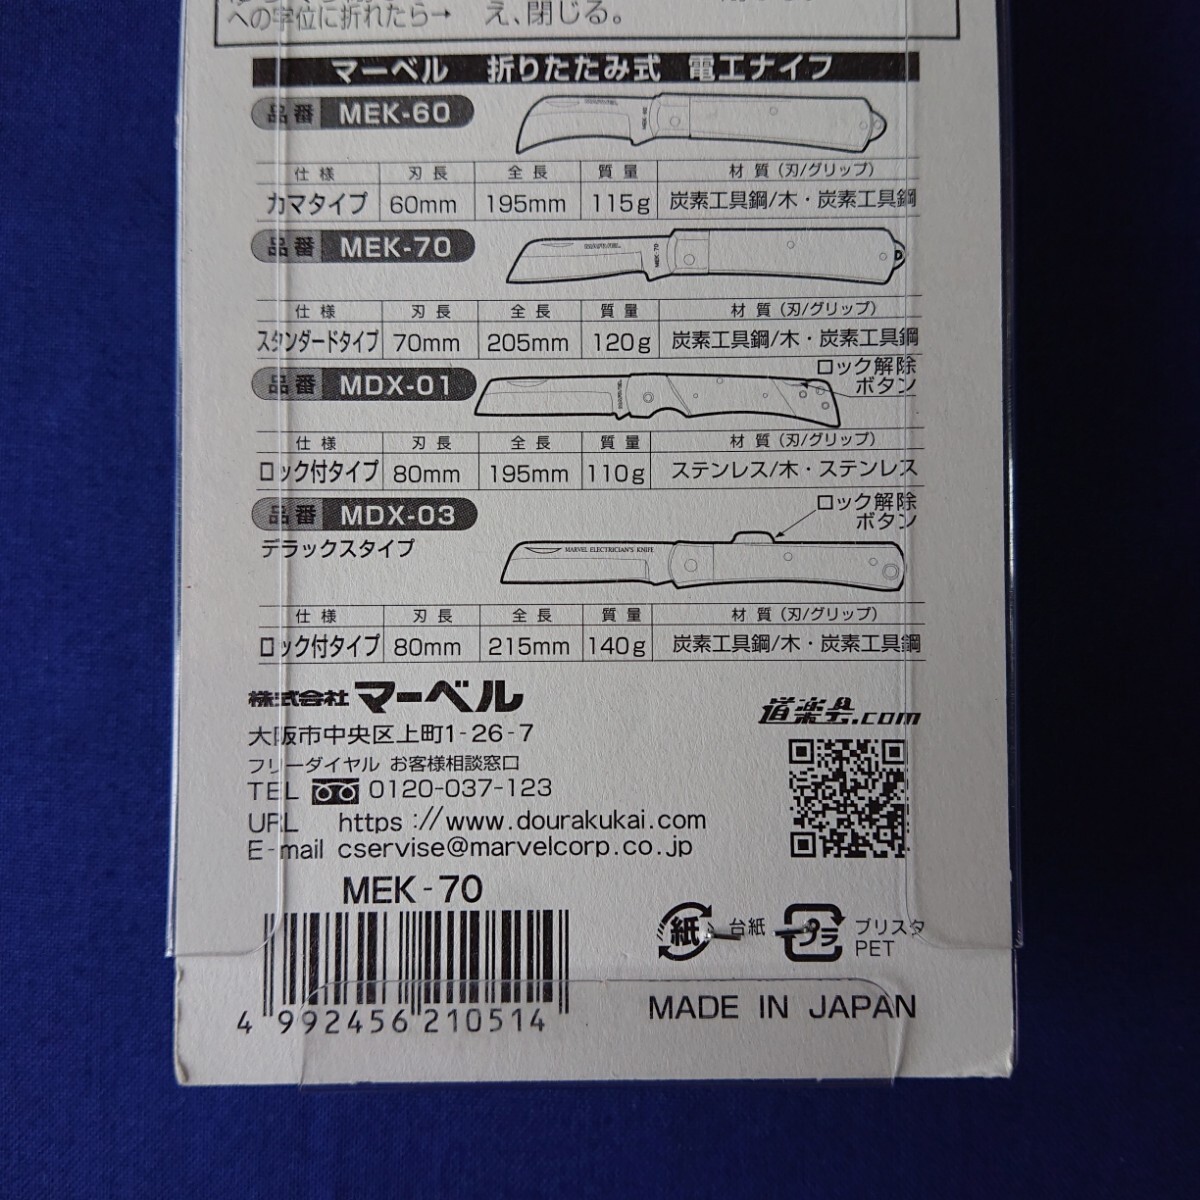 への字位に折れたら→
え、閉じる。
マーベル 折りたたみ式 電工ナイフ
品番 MEK-60
MARVEL
仕様 刃長 全長 質量 材質(刃/グリップ)
カマタイプ 60mm 195mm 115g 炭素工具鋼/木・炭素工具鋼
品番 MEK-70
MARVEL MEK-70
仕様 刃長 全長 質量 材質(刃/グリップ)
スタンダードタイプ 70mm 205mm 120g 炭素工具鋼/木・炭素工具鋼
品番 MDX-01
ロック解除
ボタン
仕様 刃長 全長 質量 材質(刃/グリップ)
ロック付タイプ 80mm 195mm 110g ステンレス/木・ステンレス
品番 MDX-03
デラックスタイプ
ロック解除
ボタン
MARVEL ELECTRICIAN'S KNIFE
仕様 刃長 全長 質量 材質(刃/グリップ)
ロック付タイプ 80mm 215mm 140g 炭素工具鋼/木・炭素工具鋼
株式会社 マーベル
大阪市中央区上町1-26-7
フリーダイヤル お客様相談窓口
TEL 0120-037-123
URL https://www.dourakukai.com
E-mail cservise@marvelcorp.co.jp
道楽会.com
MEK-70
4 992456 210514
紙 台紙
プラ ブリスタ
PET
MADE IN JAPAN